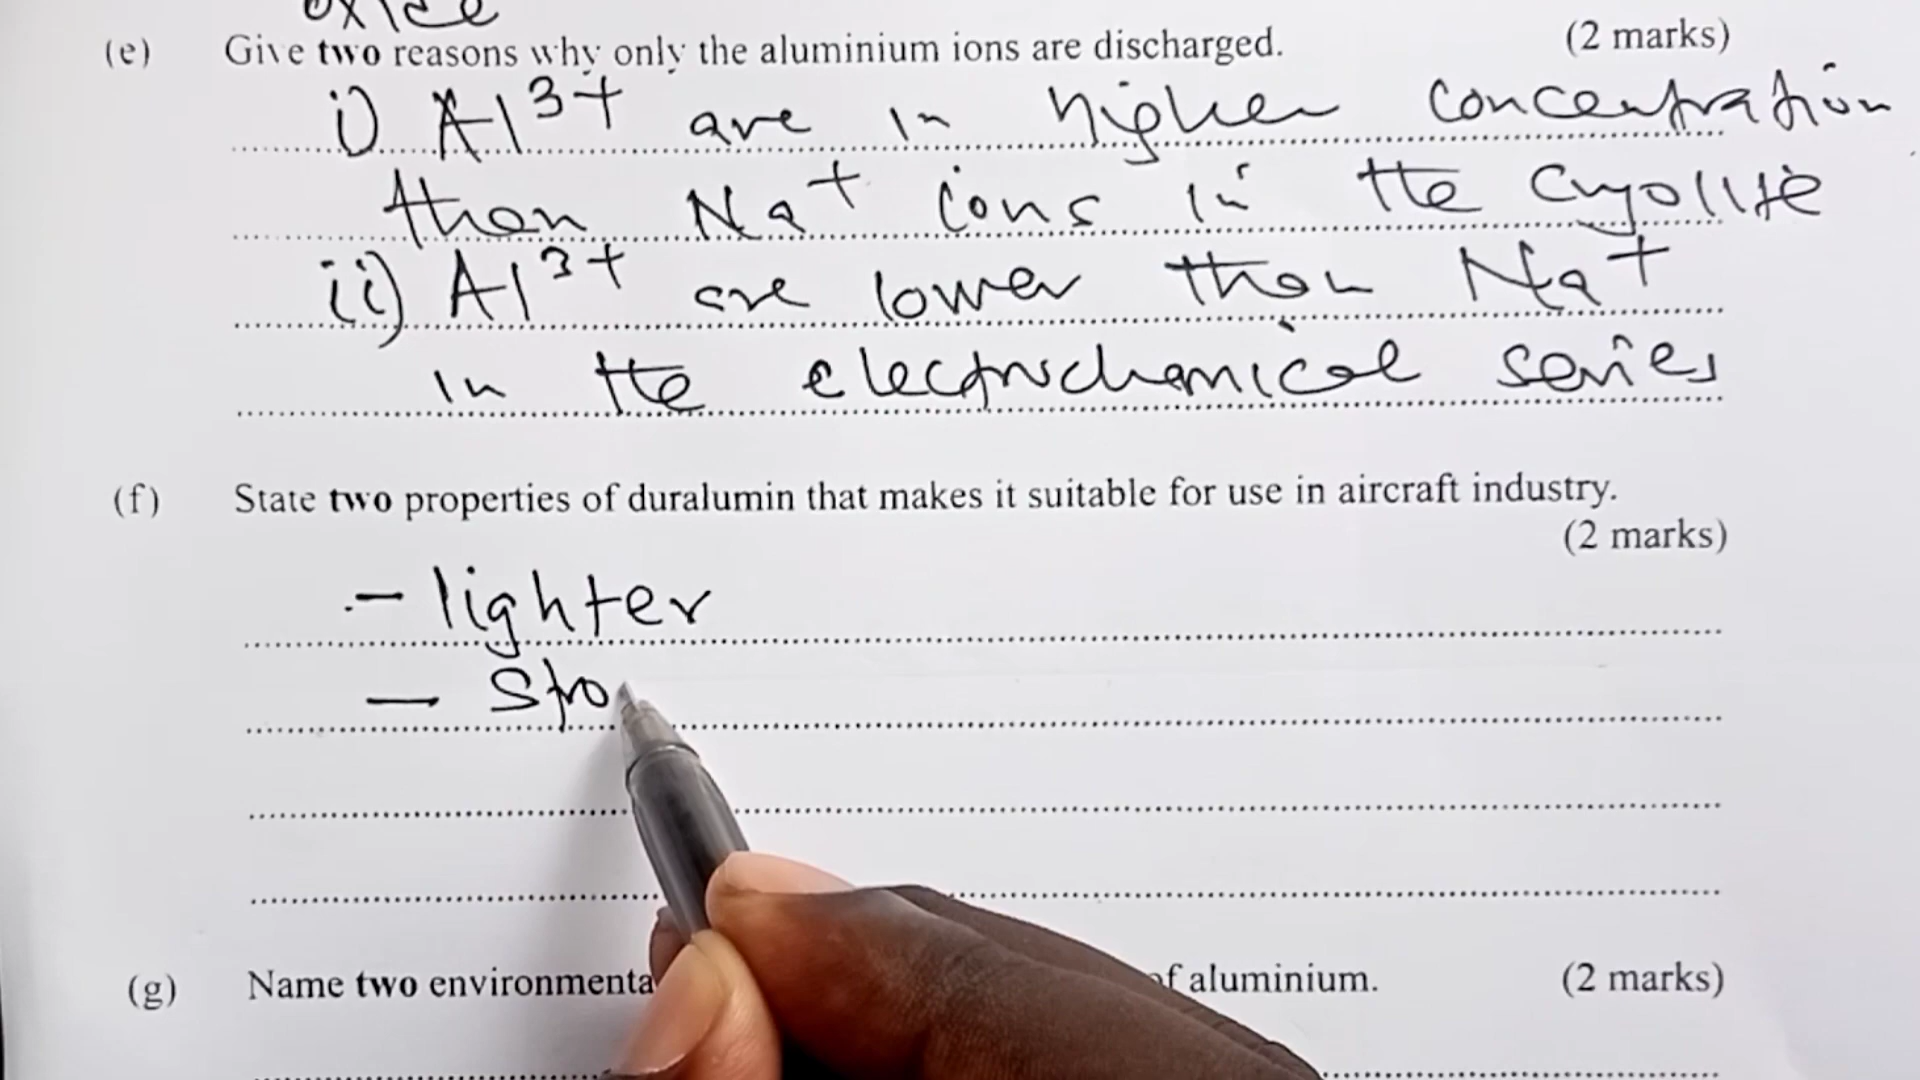 oxide
(e) Give two reasons why only the aluminium ions are discharged. (2 marks)
i) Al3+ are in higher concentration
than Na+ ions in the cryolite
ii) Al3+ are lower than Na+
in the electrochemical series
(f) State two properties of duralumin that makes it suitable for use in aircraft industry.
(2 marks)
- lighter
- Stro
(g) Name two environmenta of aluminium. (2 marks)